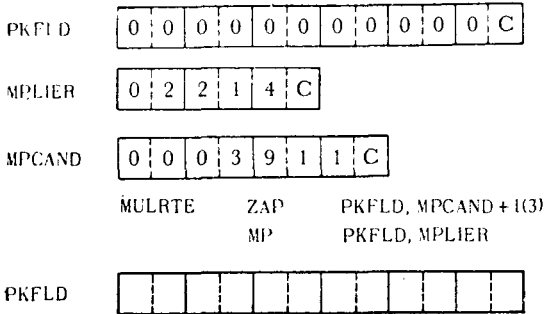 PKFLD 0 0 0 0 0 0 0 0 0 0 0 C
MPLIER 0 2 2 1 4 C
MPCAND 0 0 0 3 9 1 1 C
MULRTE ZAP PKFLD, MPCAND + 1(3)
MP PKFLD, MPLIER
PKFLD